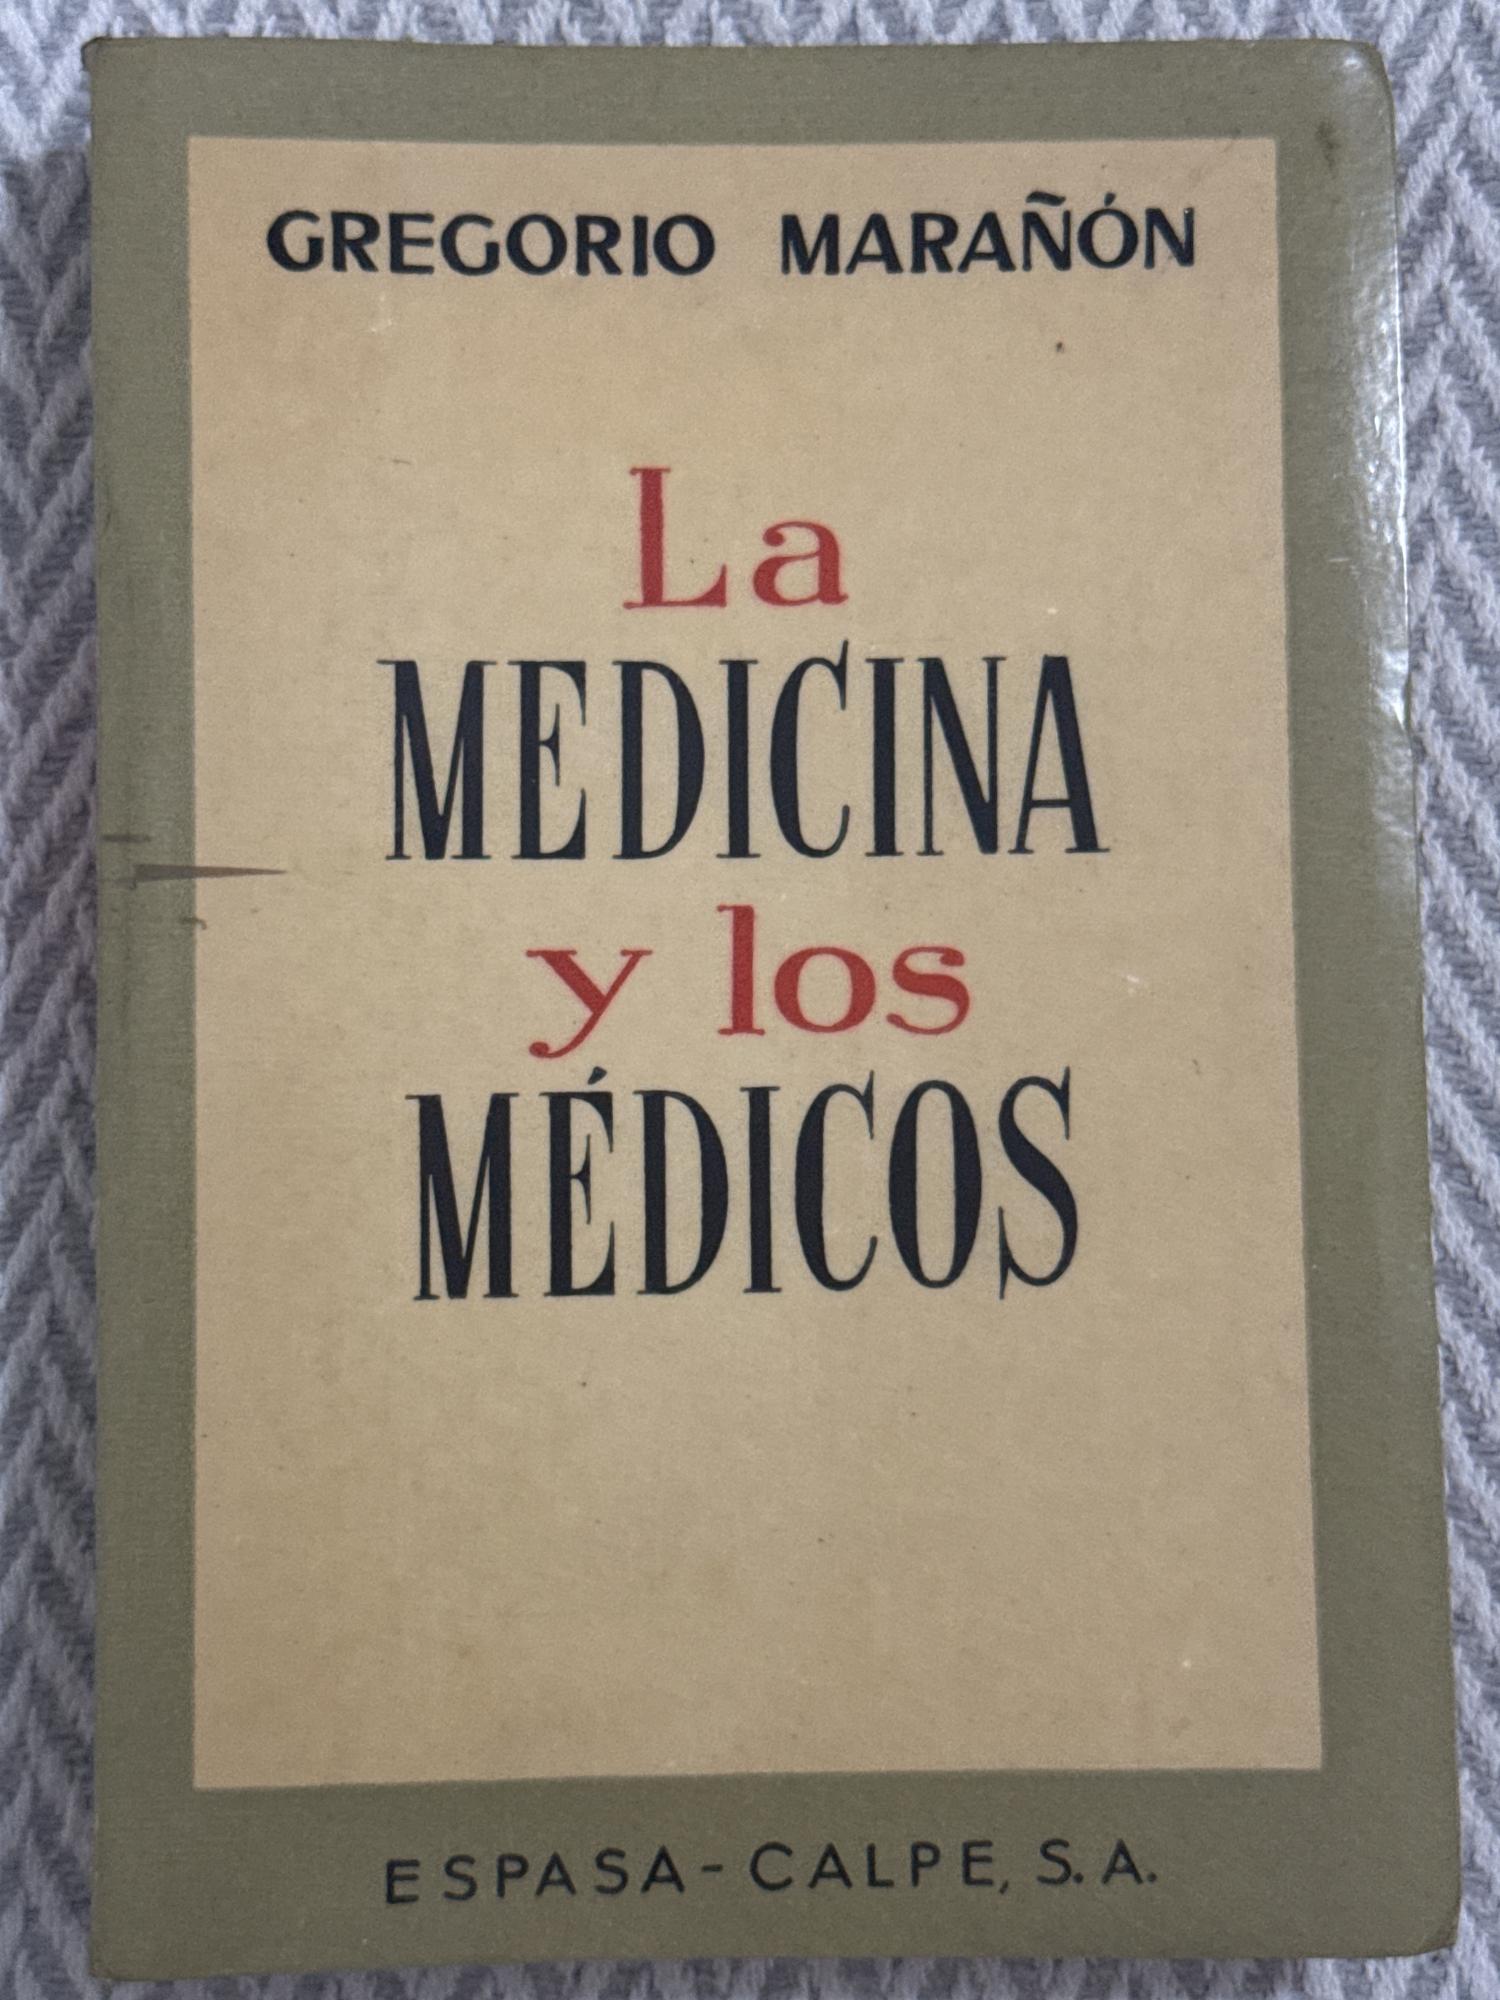 GREGORIO MARAÑÓN
La
MEDICINA
y los
MÉDICOS
ESPASA-CALPE, S. A.